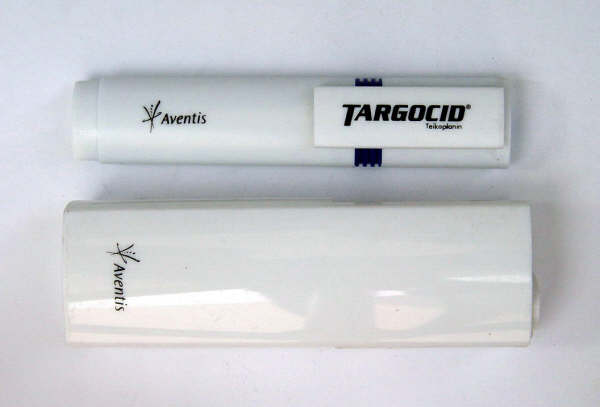 Aventis
TARGOCID®
Teikoplanin
Aventis